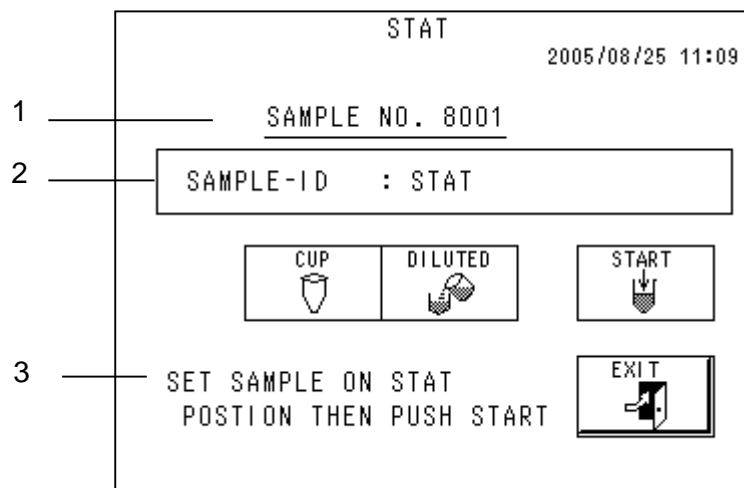 STAT
2005/08/25 11:09
1
SAMPLE NO. 8001
2
SAMPLE-ID : STAT
CUP DILUTED START
3
SET SAMPLE ON STAT
POSTION THEN PUSH START
EXIT